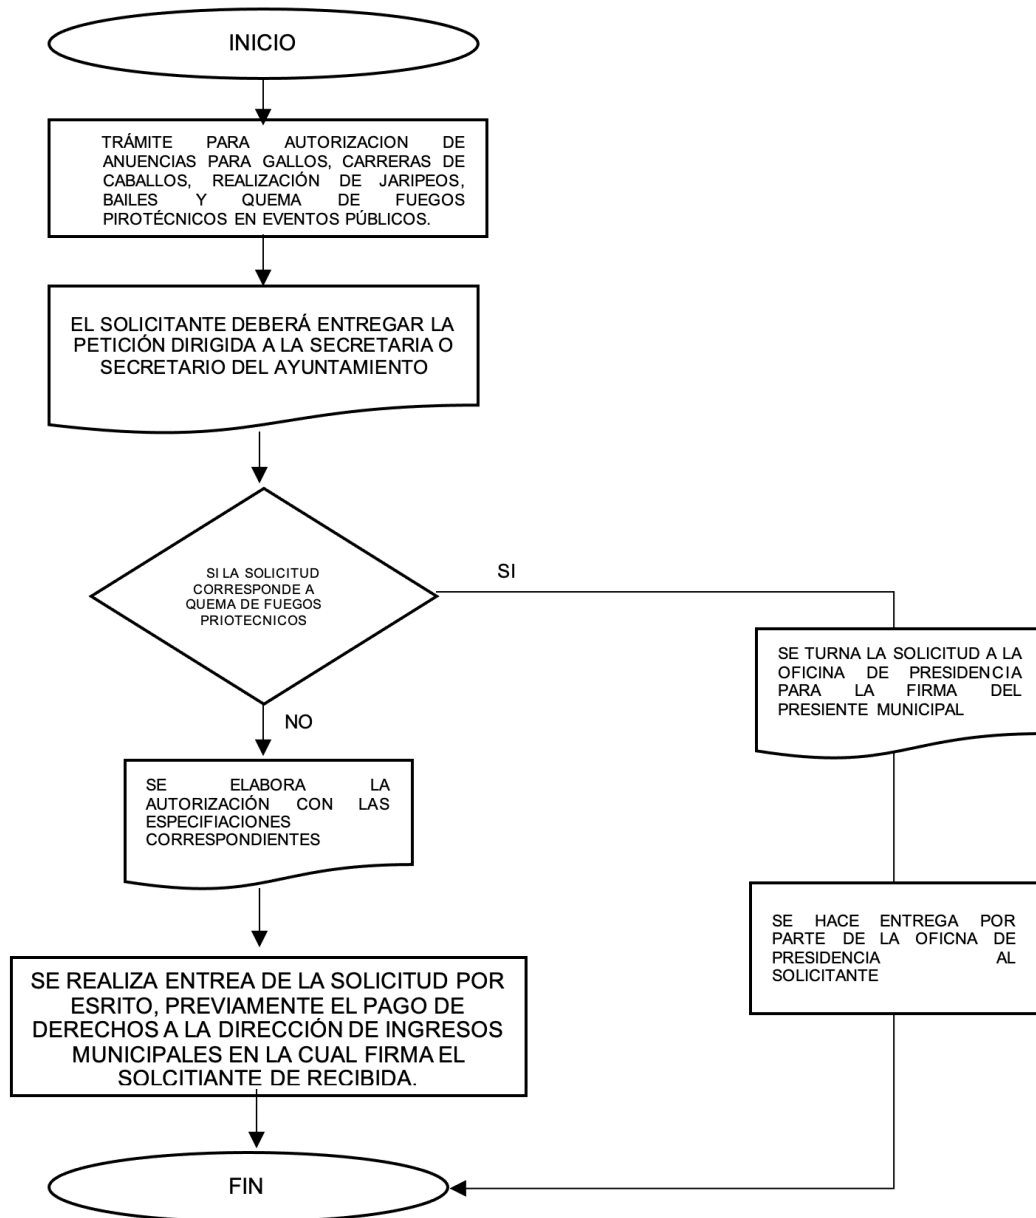 INICIO
TRÁMITE PARA AUTORIZACION DE
ANUENCIAS PARA GALLOS, CARRERAS DE
CABALLOS, REALIZACIÓN DE JARIPEOS,
BAILES Y QUEMA DE FUEGOS
PIROTÉCNICOS EN EVENTOS PÚBLICOS.
EL SOLICITANTE DEBERÁ ENTREGAR LA
PETICIÓN DIRIGIDA A LA SECRETARIA O
SECRETARIO DEL AYUNTAMIENTO
SI LA SOLICITUD
CORRESPONDE A
QUEMA DE FUEGOS
PRIOTECNICOS
SI
SE TURNA LA SOLICITUD A LA
OFICINA DE PRESIDENCIA
PARA LA FIRMA DEL
PRESIENTE MUNICIPAL
NO
SE ELABORA LA
AUTORIZACIÓN CON LAS
ESPECIFIACIONES
CORRESPONDIENTES
SE HACE ENTREGA POR
PARTE DE LA OFICNA DE
PRESIDENCIA AL
SOLICITANTE
SE REALIZA ENTREA DE LA SOLICITUD POR
ESRITO, PREVIAMENTE EL PAGO DE
DERECHOS A LA DIRECCIÓN DE INGRESOS
MUNICIPALES EN LA CUAL FIRMA EL
SOLCITIANTE DE RECIBIDA.
FIN